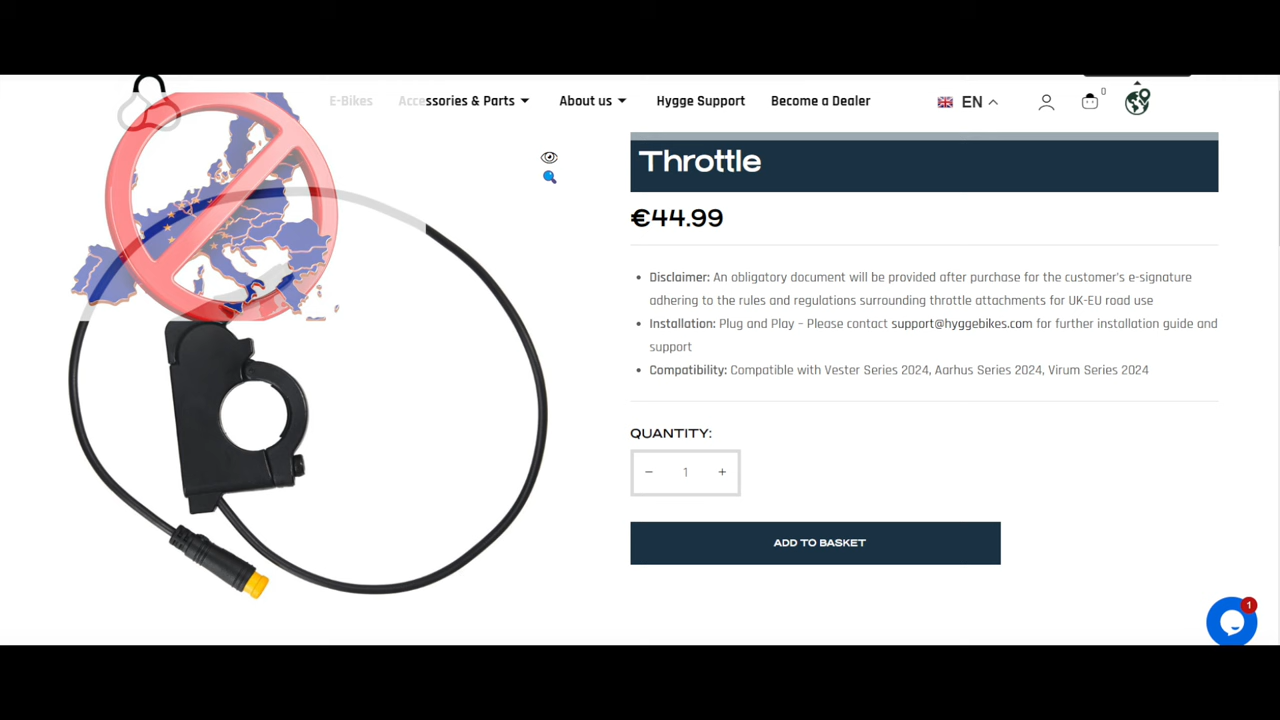 E-Bikes Accessories & Parts About us Hygge Support Become a Dealer EN 0
Throttle
€44.99
Disclaimer: An obligatory document will be provided after purchase for the customer's e-signature
adhering to the rules and regulations surrounding throttle attachments for UK-EU road use
Installation: Plug and Play – Please contact support@hyggebikes.com for further installation guide and
support
Compatibility: Compatible with Vester Series 2024, Aarhus Series 2024, Virum Series 2024
QUANTITY:
− 1 +
ADD TO BASKET
1